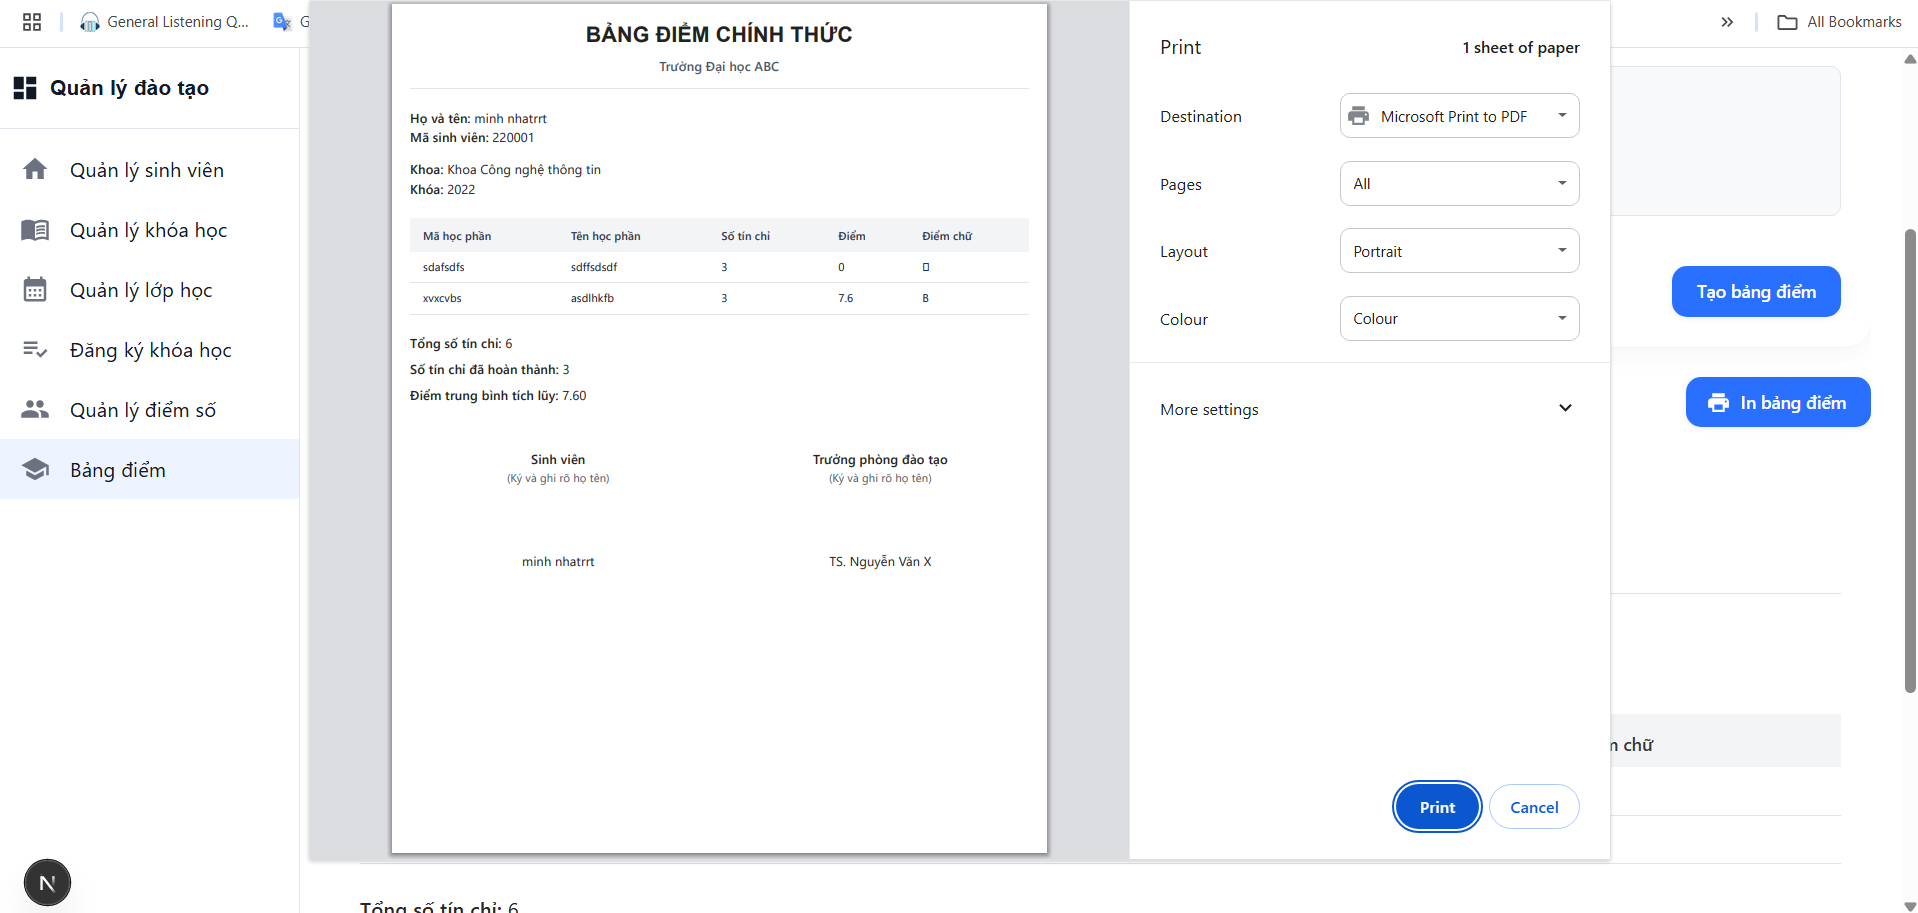 General Listening Q...
G
All Bookmarks
Quản lý đào tạo
Quản lý sinh viên
Quản lý khóa học
Quản lý lớp học
Đăng ký khóa học
Quản lý điểm số
Bảng điểm
N
BẢNG ĐIỂM CHÍNH THỨC
Trường Đại học ABC
Họ và tên: minh nhatrrt
Mã sinh viên: 220001
Khoa: Khoa Công nghệ thông tin
Khóa: 2022
Mã học phần Tên học phần Số tín chỉ Điểm Điểm chữ
sdafsdfs sdffsdsdf 3 0
xvxcvbs asdlhkfb 3 7.6 B
Tổng số tín chỉ: 6
Số tín chỉ đã hoàn thành: 3
Điểm trung bình tích lũy: 7.60
Sinh viên Trưởng phòng đào tạo
(Ký và ghi rõ họ tên) (Ký và ghi rõ họ tên)
minh nhatrrt TS. Nguyễn Văn X
Print 1 sheet of paper
Destination Microsoft Print to PDF
Pages All
Layout Portrait
Colour Colour
More settings
Print Cancel
Tạo bảng điểm
In bảng điểm
chữ
Tổng số tín chỉ: 6